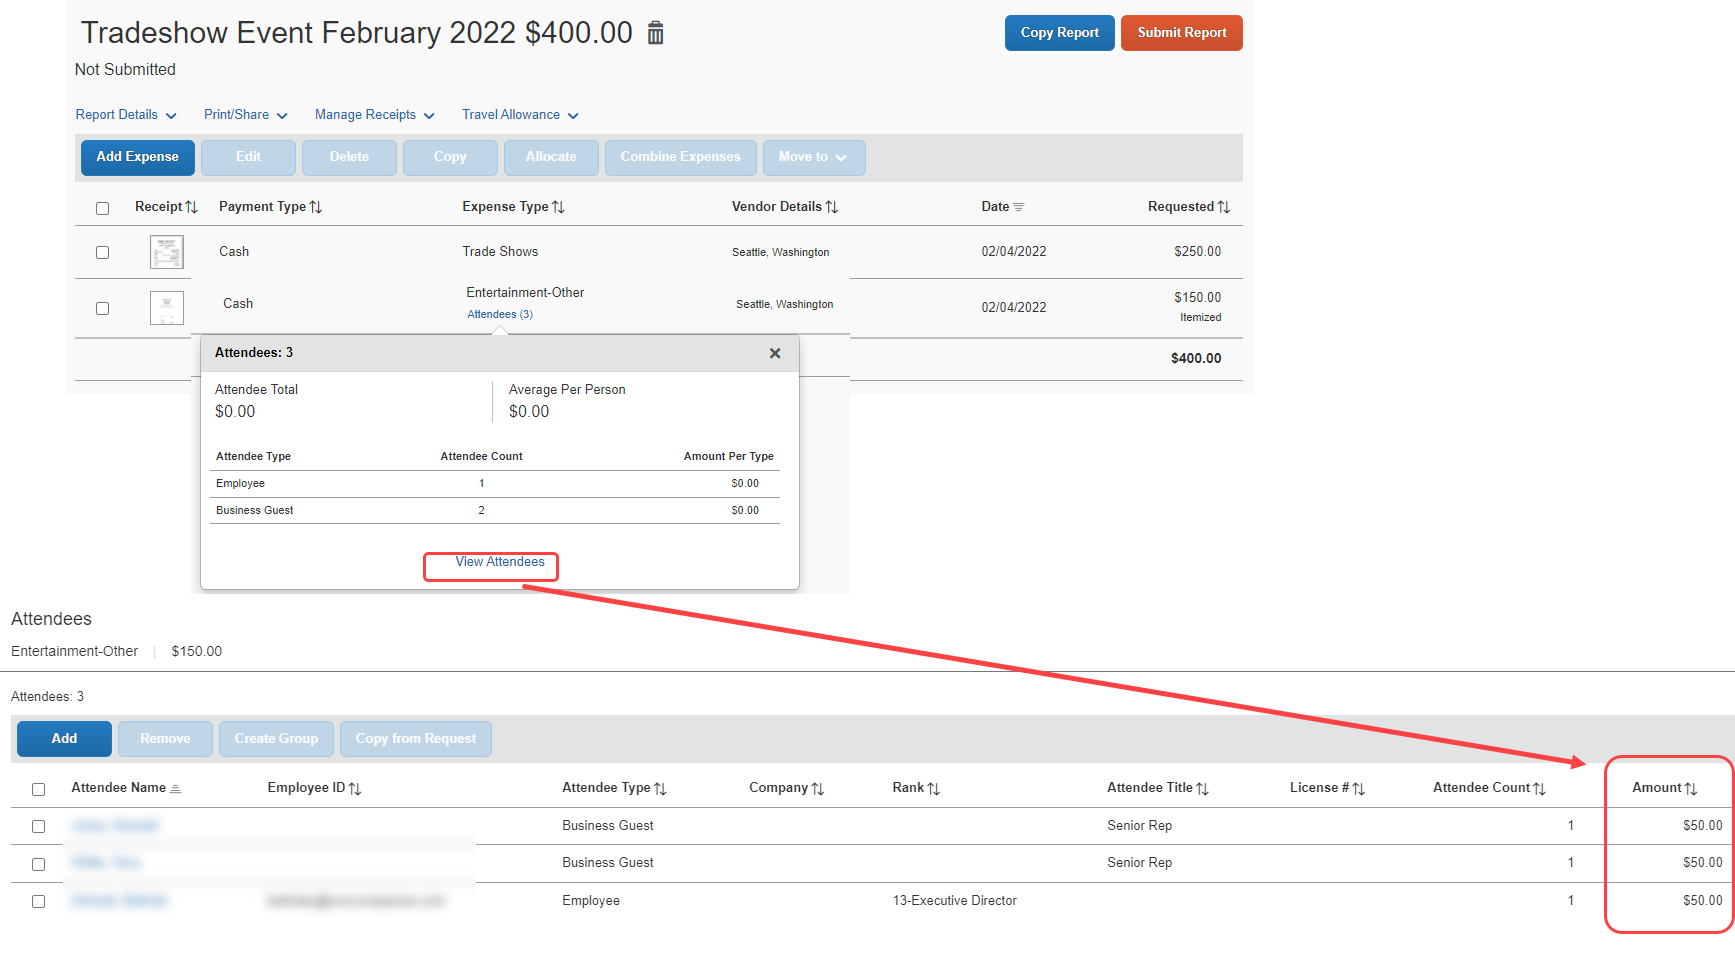 Tradeshow Event February 2022 $400.00
Copy Report
Submit Report
Not Submitted
Report Details
Print/Share
Manage Receipts
Travel Allowance
Add Expense
Edit
Delete
Copy
Allocate
Combine Expenses
Move to
Receipt Payment Type Expense Type Vendor Details Date Requested
Cash Trade Shows Seattle, Washington 02/04/2022 $250.00
Cash Entertainment-Other Seattle, Washington 02/04/2022 $150.00
Attendees (3) Itemized
$400.00
Attendees: 3
Attendee Total Average Per Person
$0.00 $0.00
Attendee Type Attendee Count Amount Per Type
Employee 1 $0.00
Business Guest 2 $0.00
View Attendees
Attendees
Entertainment-Other | $150.00
Attendees: 3
Add
Remove
Create Group
Copy from Request
Attendee Name Employee ID Attendee Type Company Rank Attendee Title License # Attendee Count Amount
Business Guest Senior Rep 1 $50.00
Business Guest Senior Rep 1 $50.00
Employee 13-Executive Director 1 $50.00